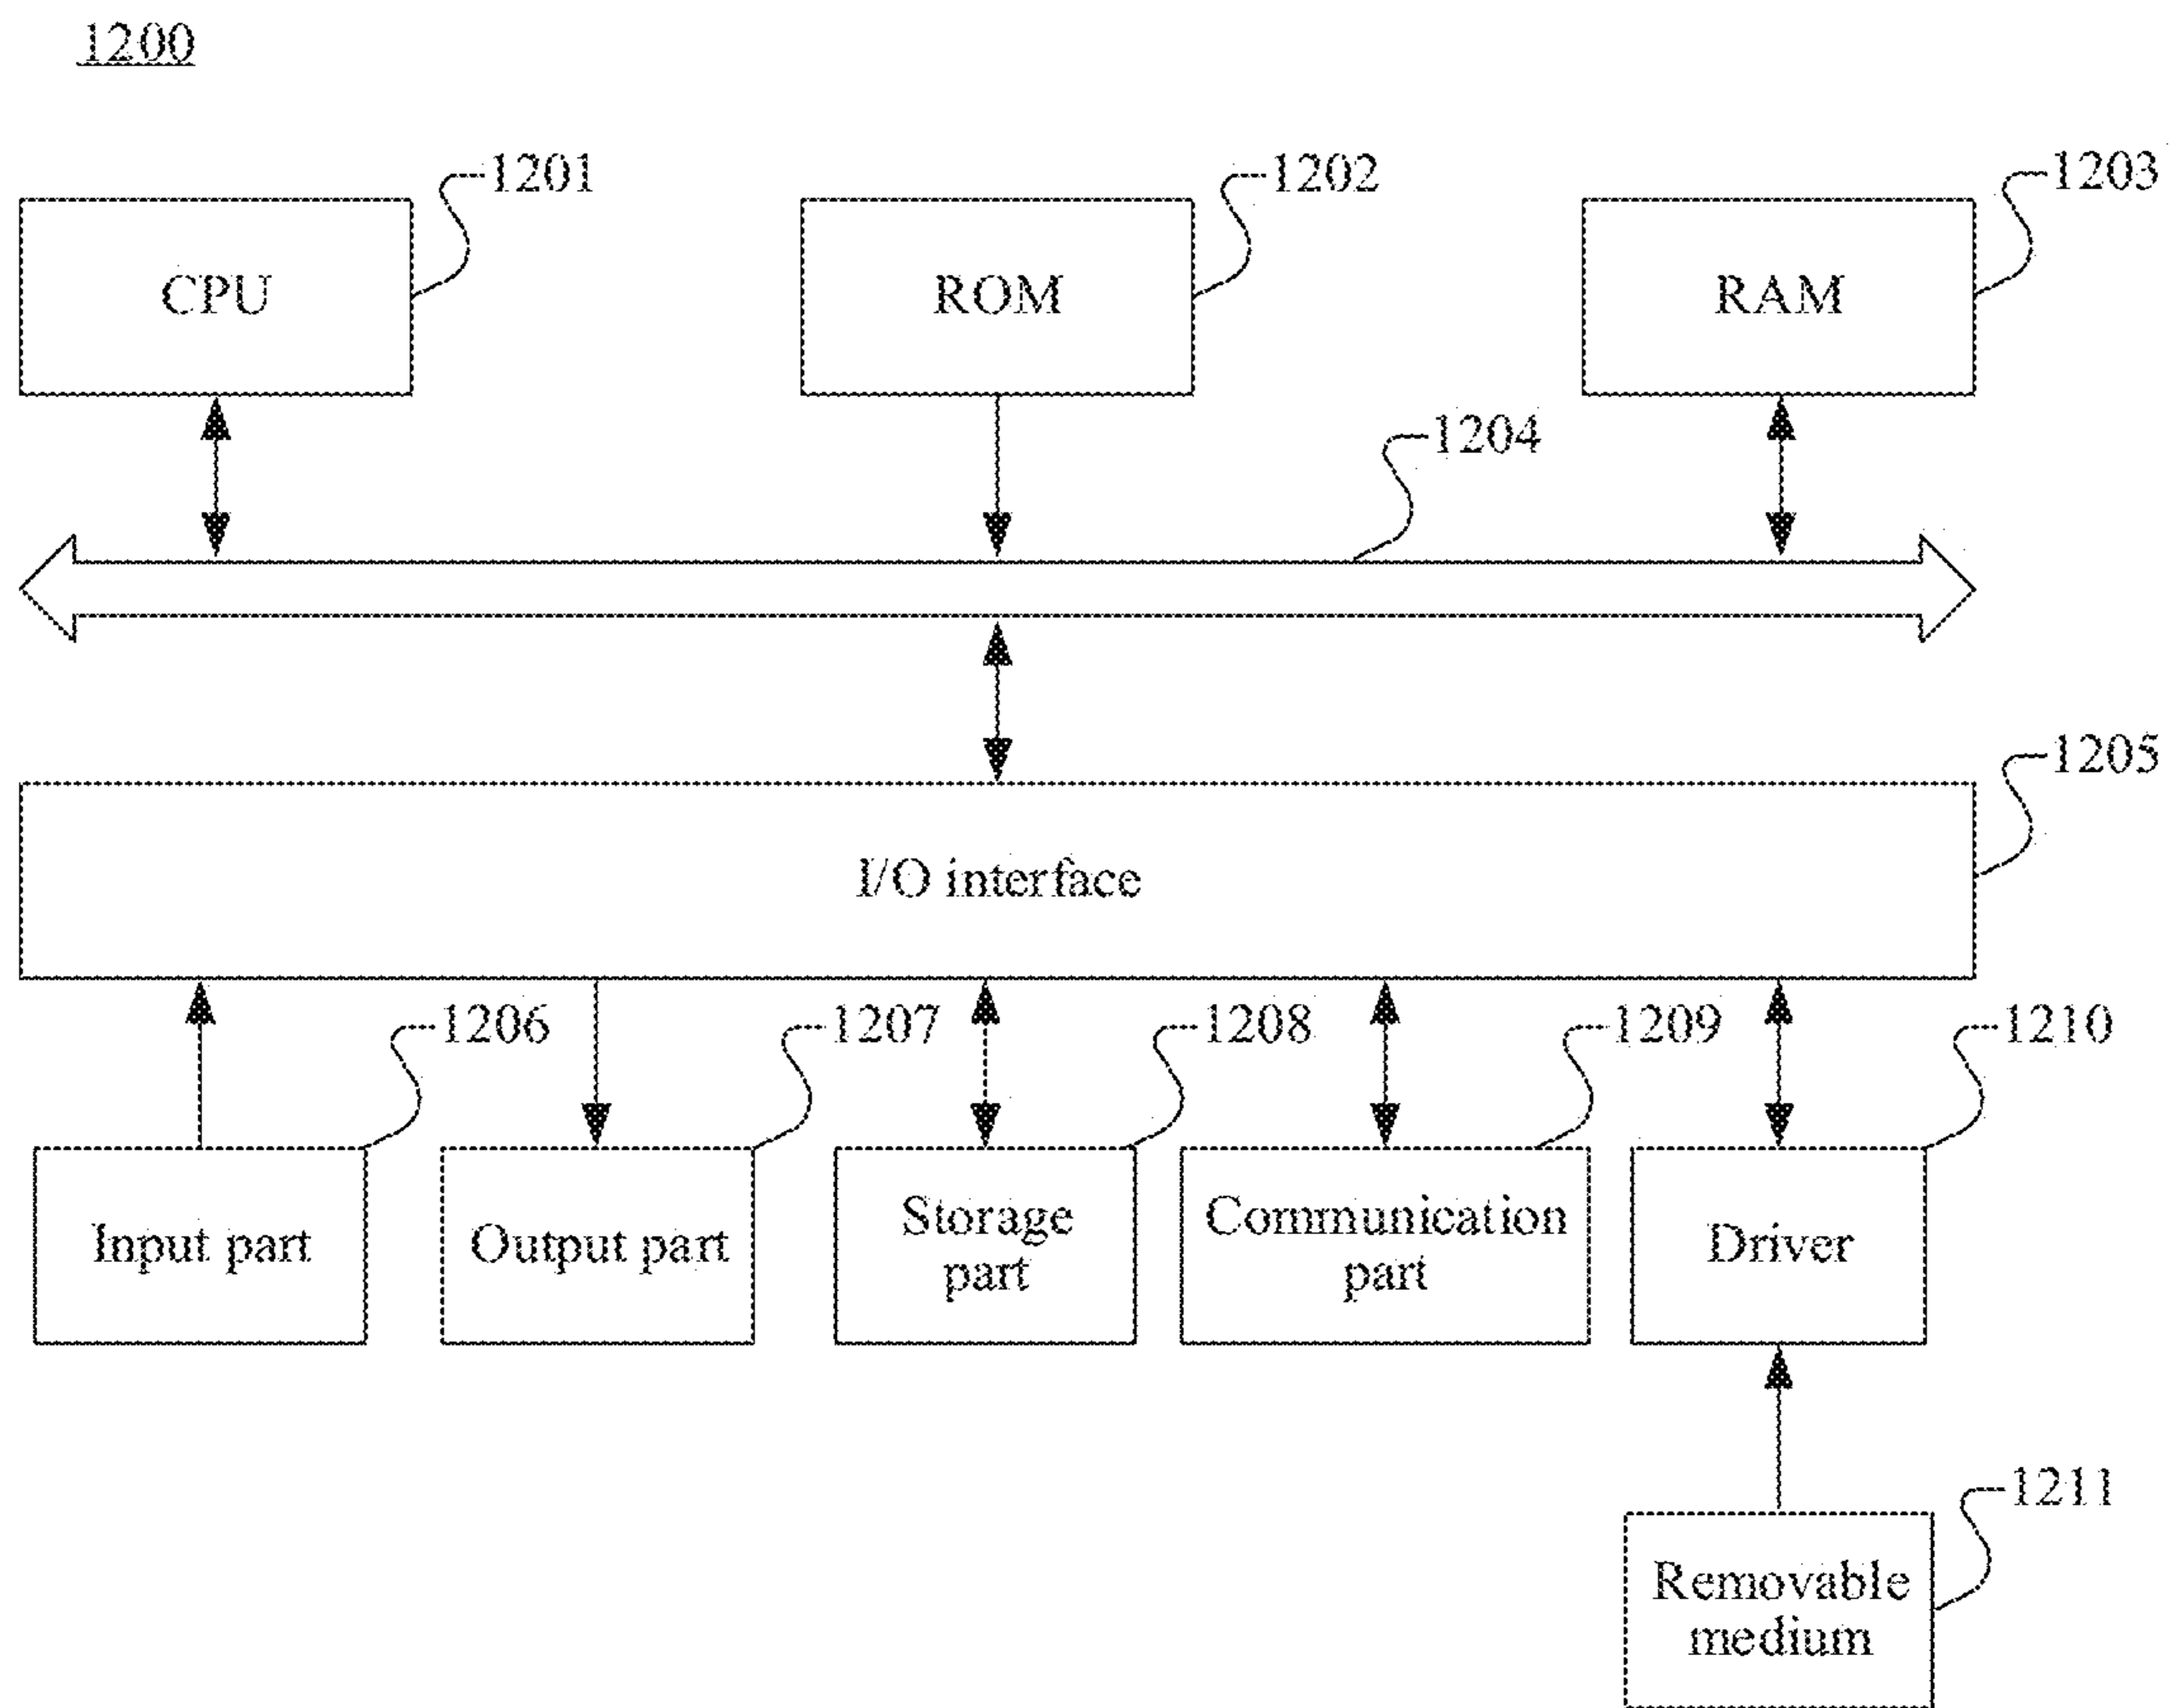 1200
1201
1202
1203
CPU
ROM
RAM
1204
1205
I/O interface
1206
1207
1208
1209
1210
Input part
Output part
Storage
part
Communication
part
Driver
1211
Removable
medium